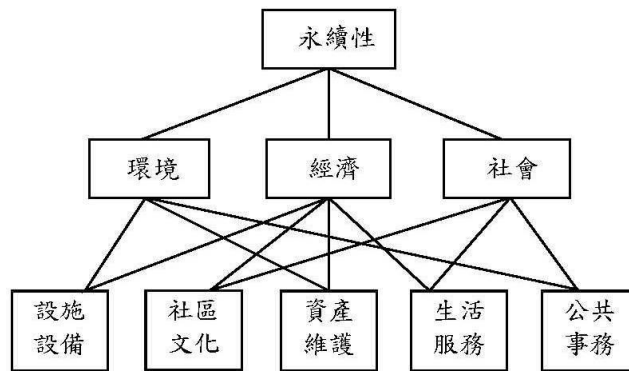 永續性
環境
經濟
社會
設施
設備
社區
文化
資產
維護
生活
服務
公共
事務